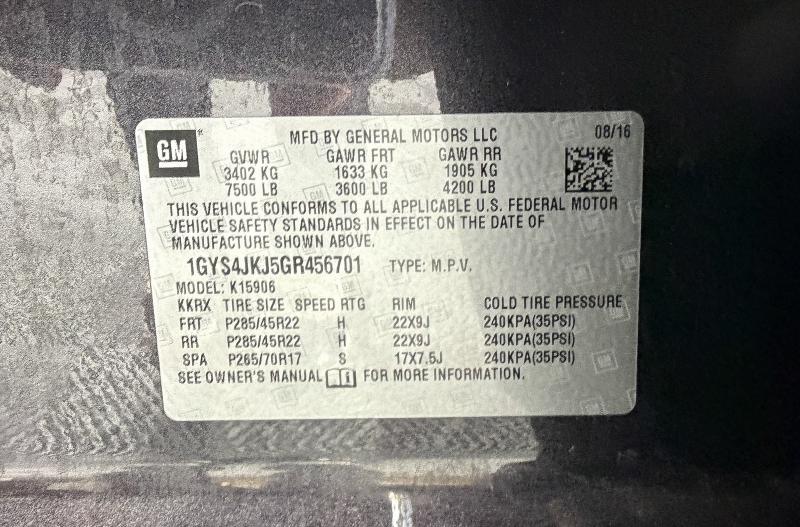 GM MFD BY GENERAL MOTORS LLC 08/16
GVWR GAWR FRT GAWR RR
3402 KG 1633 KG 1905 KG
7500 LB 3600 LB 4200 LB
THIS VEHICLE CONFORMS TO ALL APPLICABLE U.S. FEDERAL MOTOR
VEHICLE SAFETY STANDARDS IN EFFECT ON THE DATE OF
MANUFACTURE SHOWN ABOVE.
1GYS4JKJ5GR456701 TYPE: M.P.V.
MODEL: K15906
KKRX TIRE SIZE SPEED RTG RIM COLD TIRE PRESSURE
FRT P285/45R22 H 22X9J 240KPA(35PSI)
RR P285/45R22 H 22X9J 240KPA(35PSI)
SPA P265/70R17 S 17X7.5J 240KPA(35PSI)
SEE OWNER'S MANUAL FOR MORE INFORMATION.